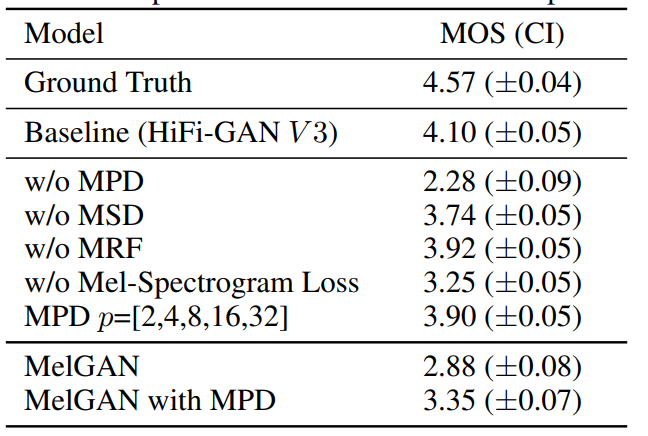 Model MOS (CI)
Ground Truth 4.57 (±0.04)
Baseline (HiFi-GAN V3) 4.10 (±0.05)
w/o MPD 2.28 (±0.09)
w/o MSD 3.74 (±0.05)
w/o MRF 3.92 (±0.05)
w/o Mel-Spectrogram Loss 3.25 (±0.05)
MPD p=[2,4,8,16,32] 3.90 (±0.05)
MelGAN 2.88 (±0.08)
MelGAN with MPD 3.35 (±0.07)